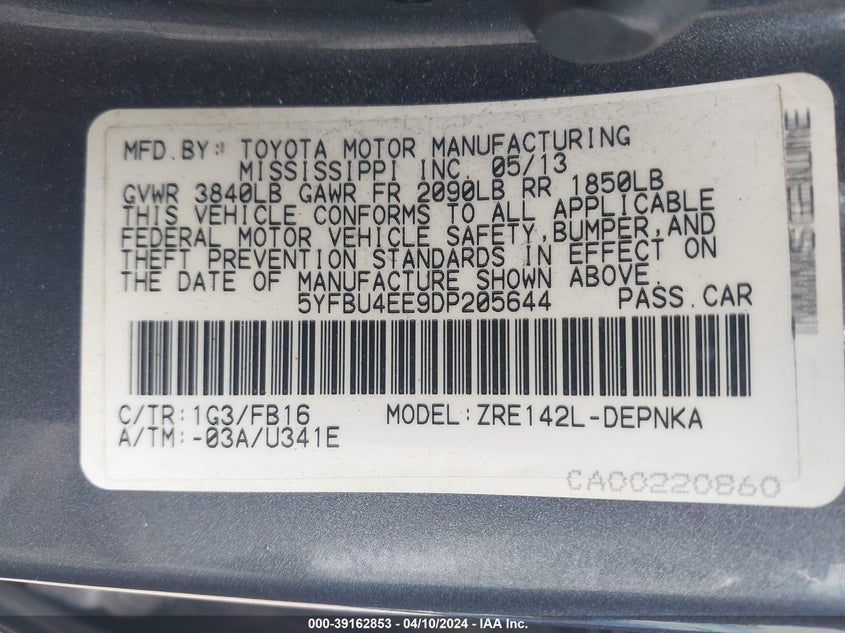 MFD.BY: TOYOTA MOTOR MANUFACTURING
MISSISSIPPI INC. 05/13
GVWR 3840LB GAWR FR 2090LB RR 1850LB
THIS VEHICLE CONFORMS TO ALL APPLICABLE
FEDERAL MOTOR VEHICLE SAFETY,BUMPER,AND
THEFT PREVENTION STANDARDS IN EFFECT ON
THE DATE OF MANUFACTURE SHOWN ABOVE.
5YFBU4EE9DP205644 PASS.CAR
C/TR:1G3/FB16 MODEL:ZRE142L-DEPNKA
A/TM:-03A/U341E
CA00220860
000-39162853 - 04/10/2024 - IAA Inc.